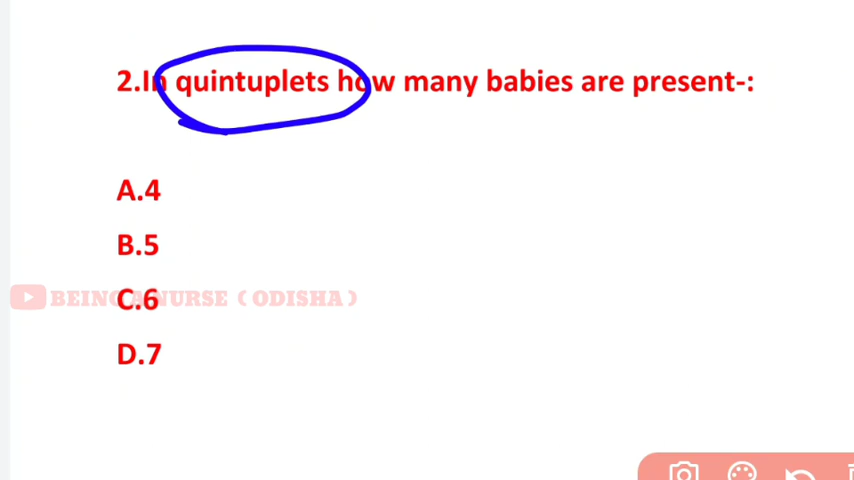 2.In quintuplets how many babies are present-:
A.4
B.5
BEING A NURSE ( ODISHA )
C.6
D.7